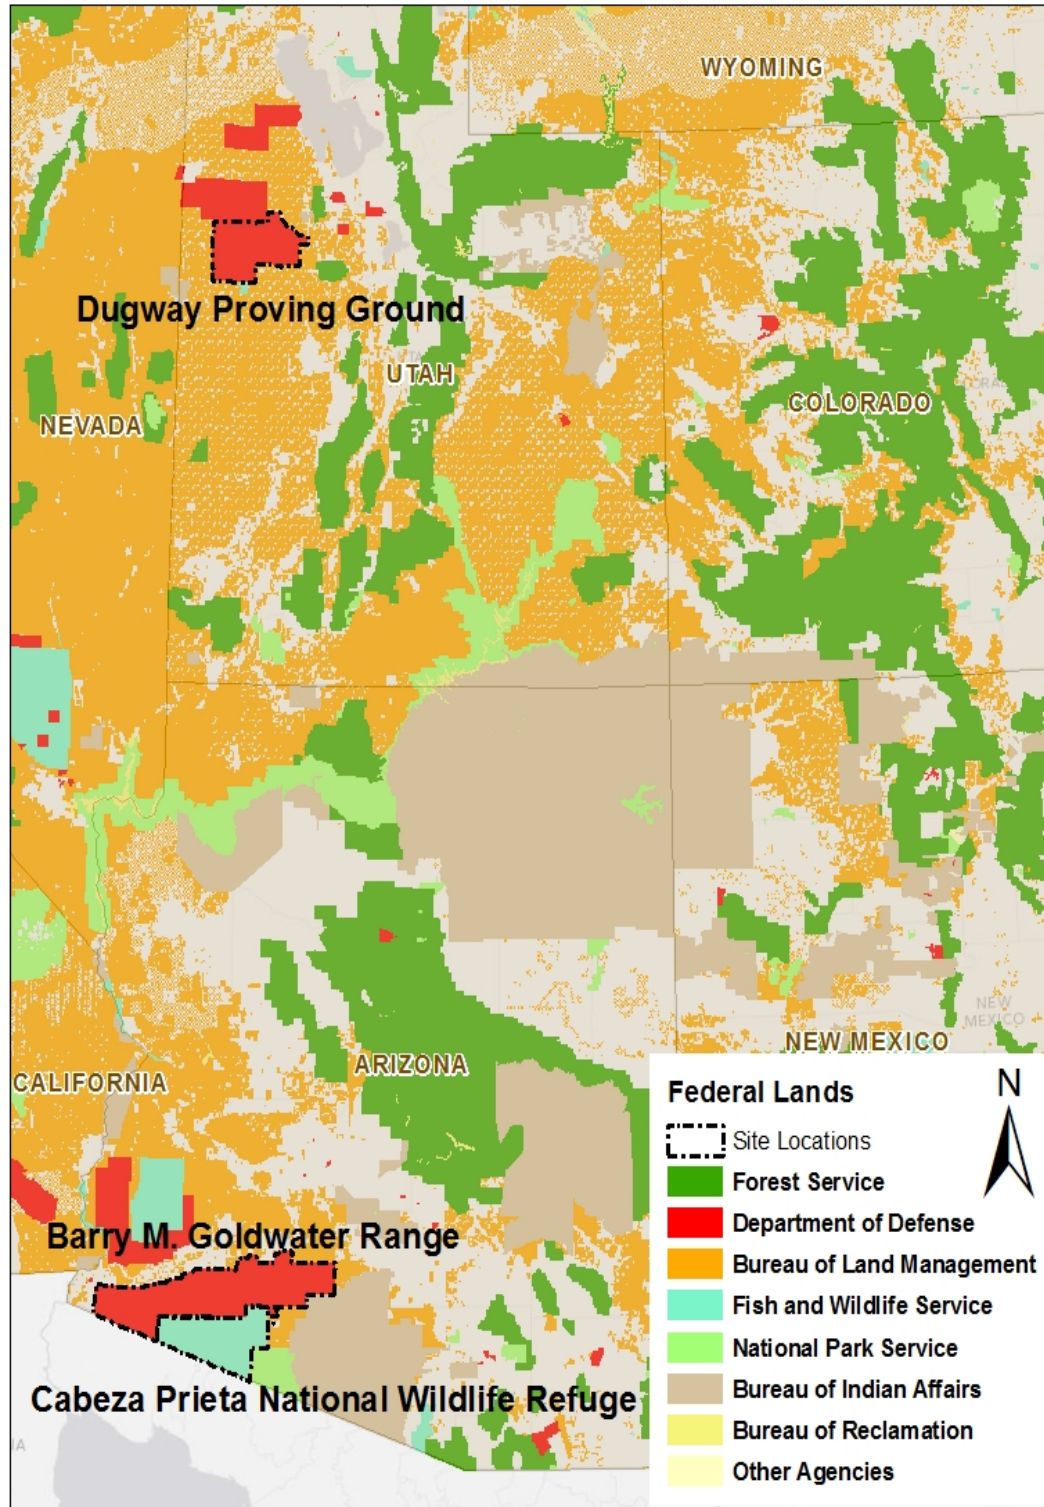 WYOMING
Dugway Proving Ground
UTAH
NEVADA
COLORADO
NEW
MEXICO
NEW MEXICO
ARIZONA
CALIFORNIA
Barry M. Goldwater Range
Cabeza Prieta National Wildlife Refuge
N
Federal Lands
Site Locations
Forest Service
Department of Defense
Bureau of Land Management
Fish and Wildlife Service
National Park Service
Bureau of Indian Affairs
Bureau of Reclamation
Other Agencies